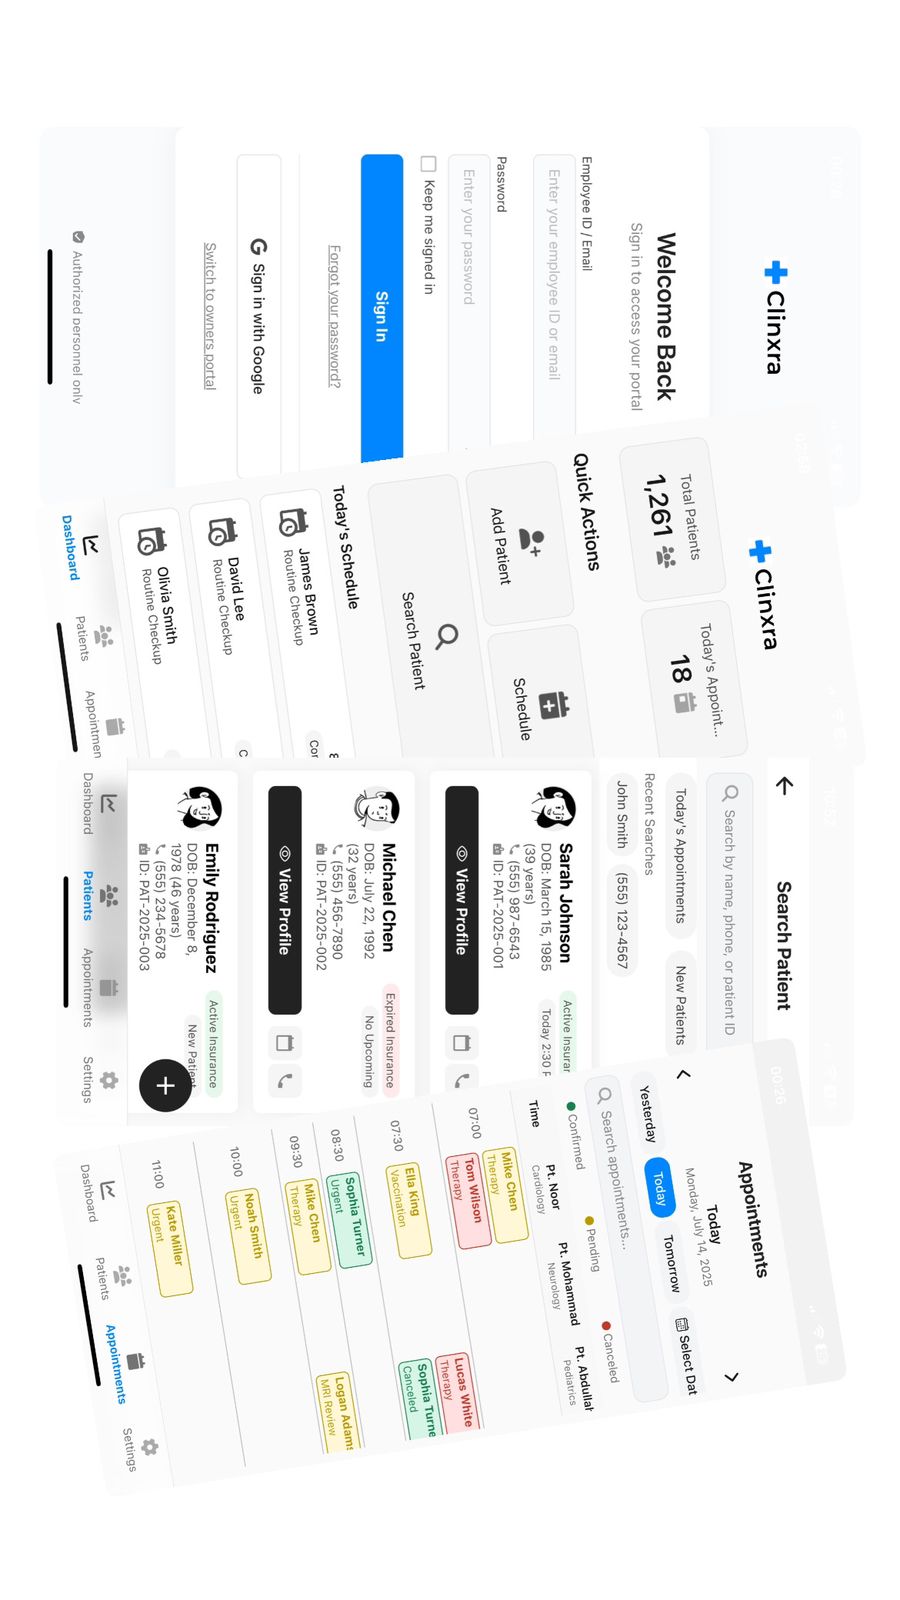 Clinxra
Welcome Back
Sign in to access your portal
Employee ID / Email
Enter your employee ID or email
Password
Enter your password
Keep me signed in
Sign In
Forgot your password?
Sign in with Google
Switch to owners portal
Authorized personnel only
Clinxra
Total Patients
1,261
Today's Appoint...
18
Quick Actions
Add Patient
Schedule
Search Patient
Today's Schedule
James Brown
Routine Checkup
David Lee
Routine Checkup
Olivia Smith
Routine Checkup
Dashboard
Patients
Appointmen
Search Patient
Search by name, phone, or patient ID
Today's Appointments
New Patients
Recent Searches
John Smith
(555) 123-4567
Sarah Johnson
Active Insurar
DOB: March 15, 1985
Today 2:30 P
(39 years)
(555) 987-6543
ID: PAT-2025-001
View Profile
Michael Chen
Expired Insurance
DOB: July 22, 1992
No Upcoming
(32 years)
(555) 456-7890
ID: PAT-2025-002
View Profile
Emily Rodriguez
Active Insurance
DOB: December 8,
New Patient
1978 (46 years)
(555) 234-5678
ID: PAT-2025-003
Dashboard
Patients
Appointments
Settings
00:26
Appointments
Today
Monday, July 14, 2025
Yesterday
Today
Tomorrow
Select Dat
Search appointments...
Confirmed
Pending
Canceled
Time
Pt. Noor
Cardiology
Pt. Mohammad
Neurology
Pt. Abdullah
Pediatrics
07:00
Mike Chen
Therapy
Tom Wilson
Therapy
Lucas White
Therapy
Sophia Turne
Canceled
07:30
Ella King
Vaccination
08:30
Sophia Turner
Urgent
Logan Adams
MRI Review
09:30
Mike Chen
Therapy
10:00
Noah Smith
Urgent
11:00
Kate Miller
Urgent
Dashboard
Patients
Appointments
Settings